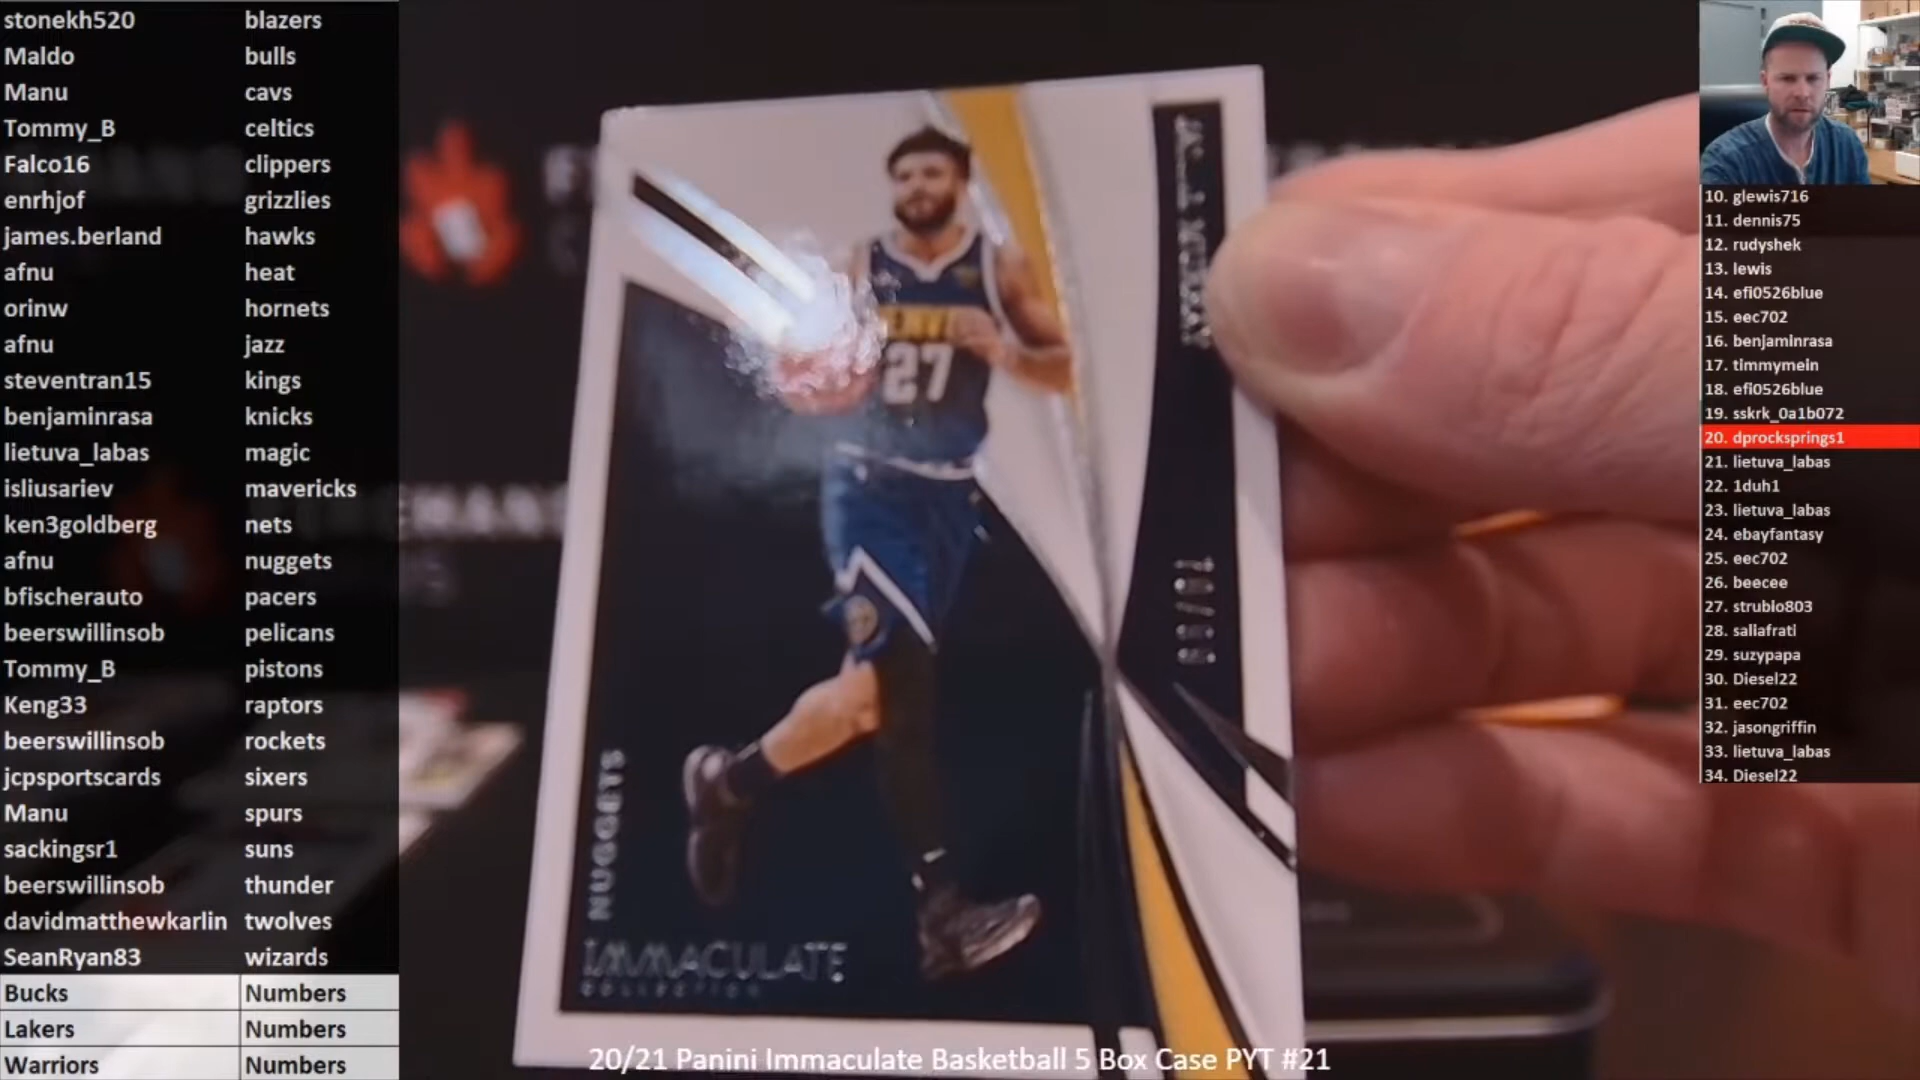 stonekh520 blazers
Maldo bulls
Manu cavs
Tommy_B celtics
Falco16 clippers
enrhjof grizzlies
james.berland hawks
afnu heat
orinw hornets
afnu jazz
steventran15 kings
benjaminrasa knicks
lietuva_labas magic
isliusariev mavericks
ken3goldberg nets
afnu nuggets
bfischerauto pacers
beerswillinsob pelicans
Tommy_B pistons
Keng33 raptors
beerswillinsob rockets
jcpsportscards sixers
Manu spurs
sackingsr1 suns
beerswillinsob thunder
davidmatthewkarlin twolves
SeanRyan83 wizards
Bucks Numbers
Lakers Numbers
Warriors Numbers
27
NUGGETS
IMMACULATE
COLLECTION
20/21 Panini Immaculate Basketball 5 Box Case PYT #21
10. glewis716
11. dennis75
12. rudyshek
13. lewis
14. efi0526blue
15. eec702
16. benjaminrasa
17. timmymein
18. efi0526blue
19. sskrk_0a1b072
20. dprocksprings1
21. lietuva_labas
22. 1duh1
23. lietuva_labas
24. ebayfantasy
25. eec702
26. beecee
27. strubio803
28. sallafrati
29. suzypapa
30. Diesel22
31. eec702
32. jasongriffin
33. lietuva_labas
34. Diesel22